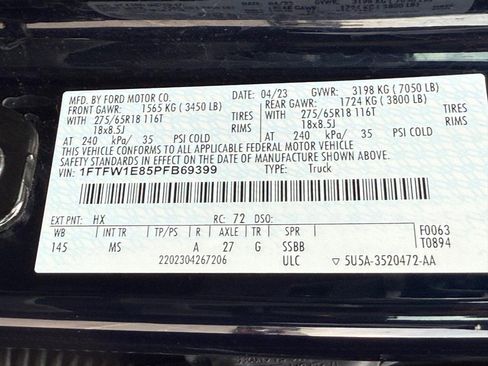 MFD. BY FORD MOTOR CO. 04/23 GVWR: 3198 KG ( 7050 LB)
FRONT GAWR: 1565 KG ( 3450 LB) REAR GAWR: 1724 KG ( 3800 LB)
WITH 275/65R18 116T TIRES WITH 275/65R18 116T TIRES
18x8.5J RIMS 18x8.5J RIMS
AT 240 kPa/ 35 PSI COLD AT 240 kPa/ 35 PSI COLD
THIS VEHICLE CONFORMS TO ALL APPLICABLE FEDERAL MOTOR VEHICLE
SAFETY STANDARDS IN EFFECT ON THE DATE OF MANUFACTURE SHOWN ABOVE.
VIN: 1FTFW1E85PFB69399 TYPE: Truck
EXT PNT: HX RC: 72 DSO:
WB INT TR R AXLE TR SPR F0063
145 MS A 27 G SSBB T0894
2202304267206 ULC 5U5A-3520472-AA